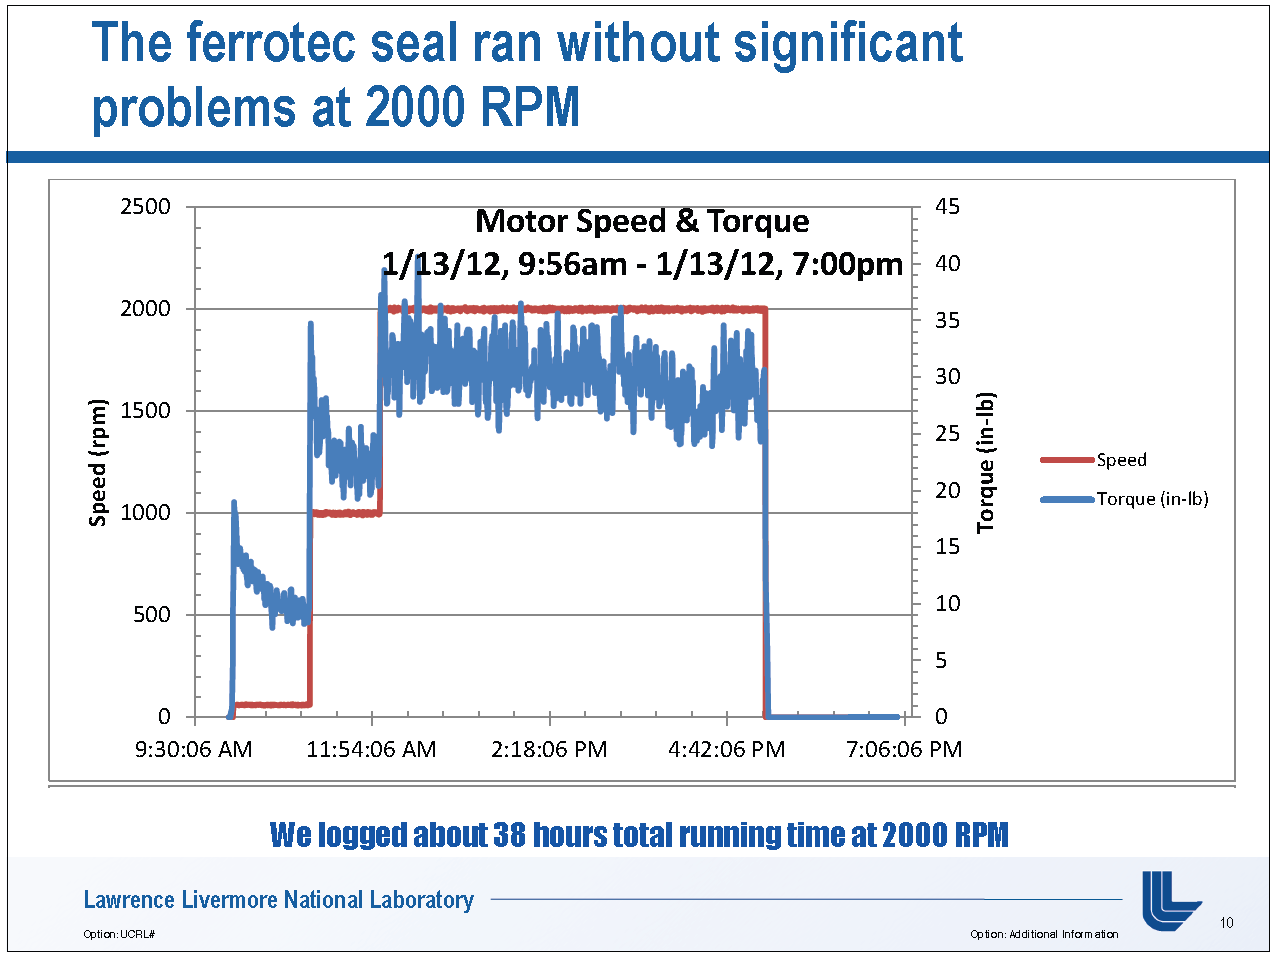 The ferrotec seal ran without significant
problems at 2000 RPM
Motor Speed & Torque
1/13/12, 9:56am - 1/13/12, 7:00pm
2500
2000
1500
1000
500
0
Speed (rpm)
45
40
35
30
25
20
15
10
5
0
Torque (in-lb)
9:30:06 AM
11:54:06 AM
2:18:06 PM
4:42:06 PM
7:06:06 PM
Speed
Torque (in-lb)
We logged about 38 hours total running time at 2000 RPM
Lawrence Livermore National Laboratory
Option: UCRL#
Option: Additional Information
10